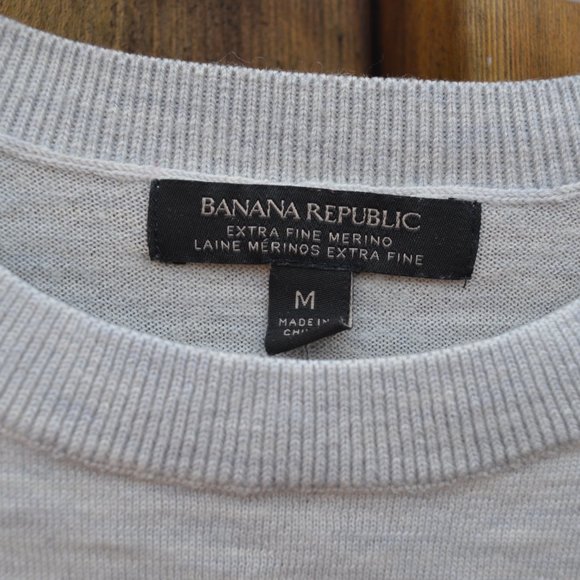 BANANA REPUBLIC
EXTRA FINE MERINO
LAINE MÉRINOS EXTRA FINE
M
MADE IN